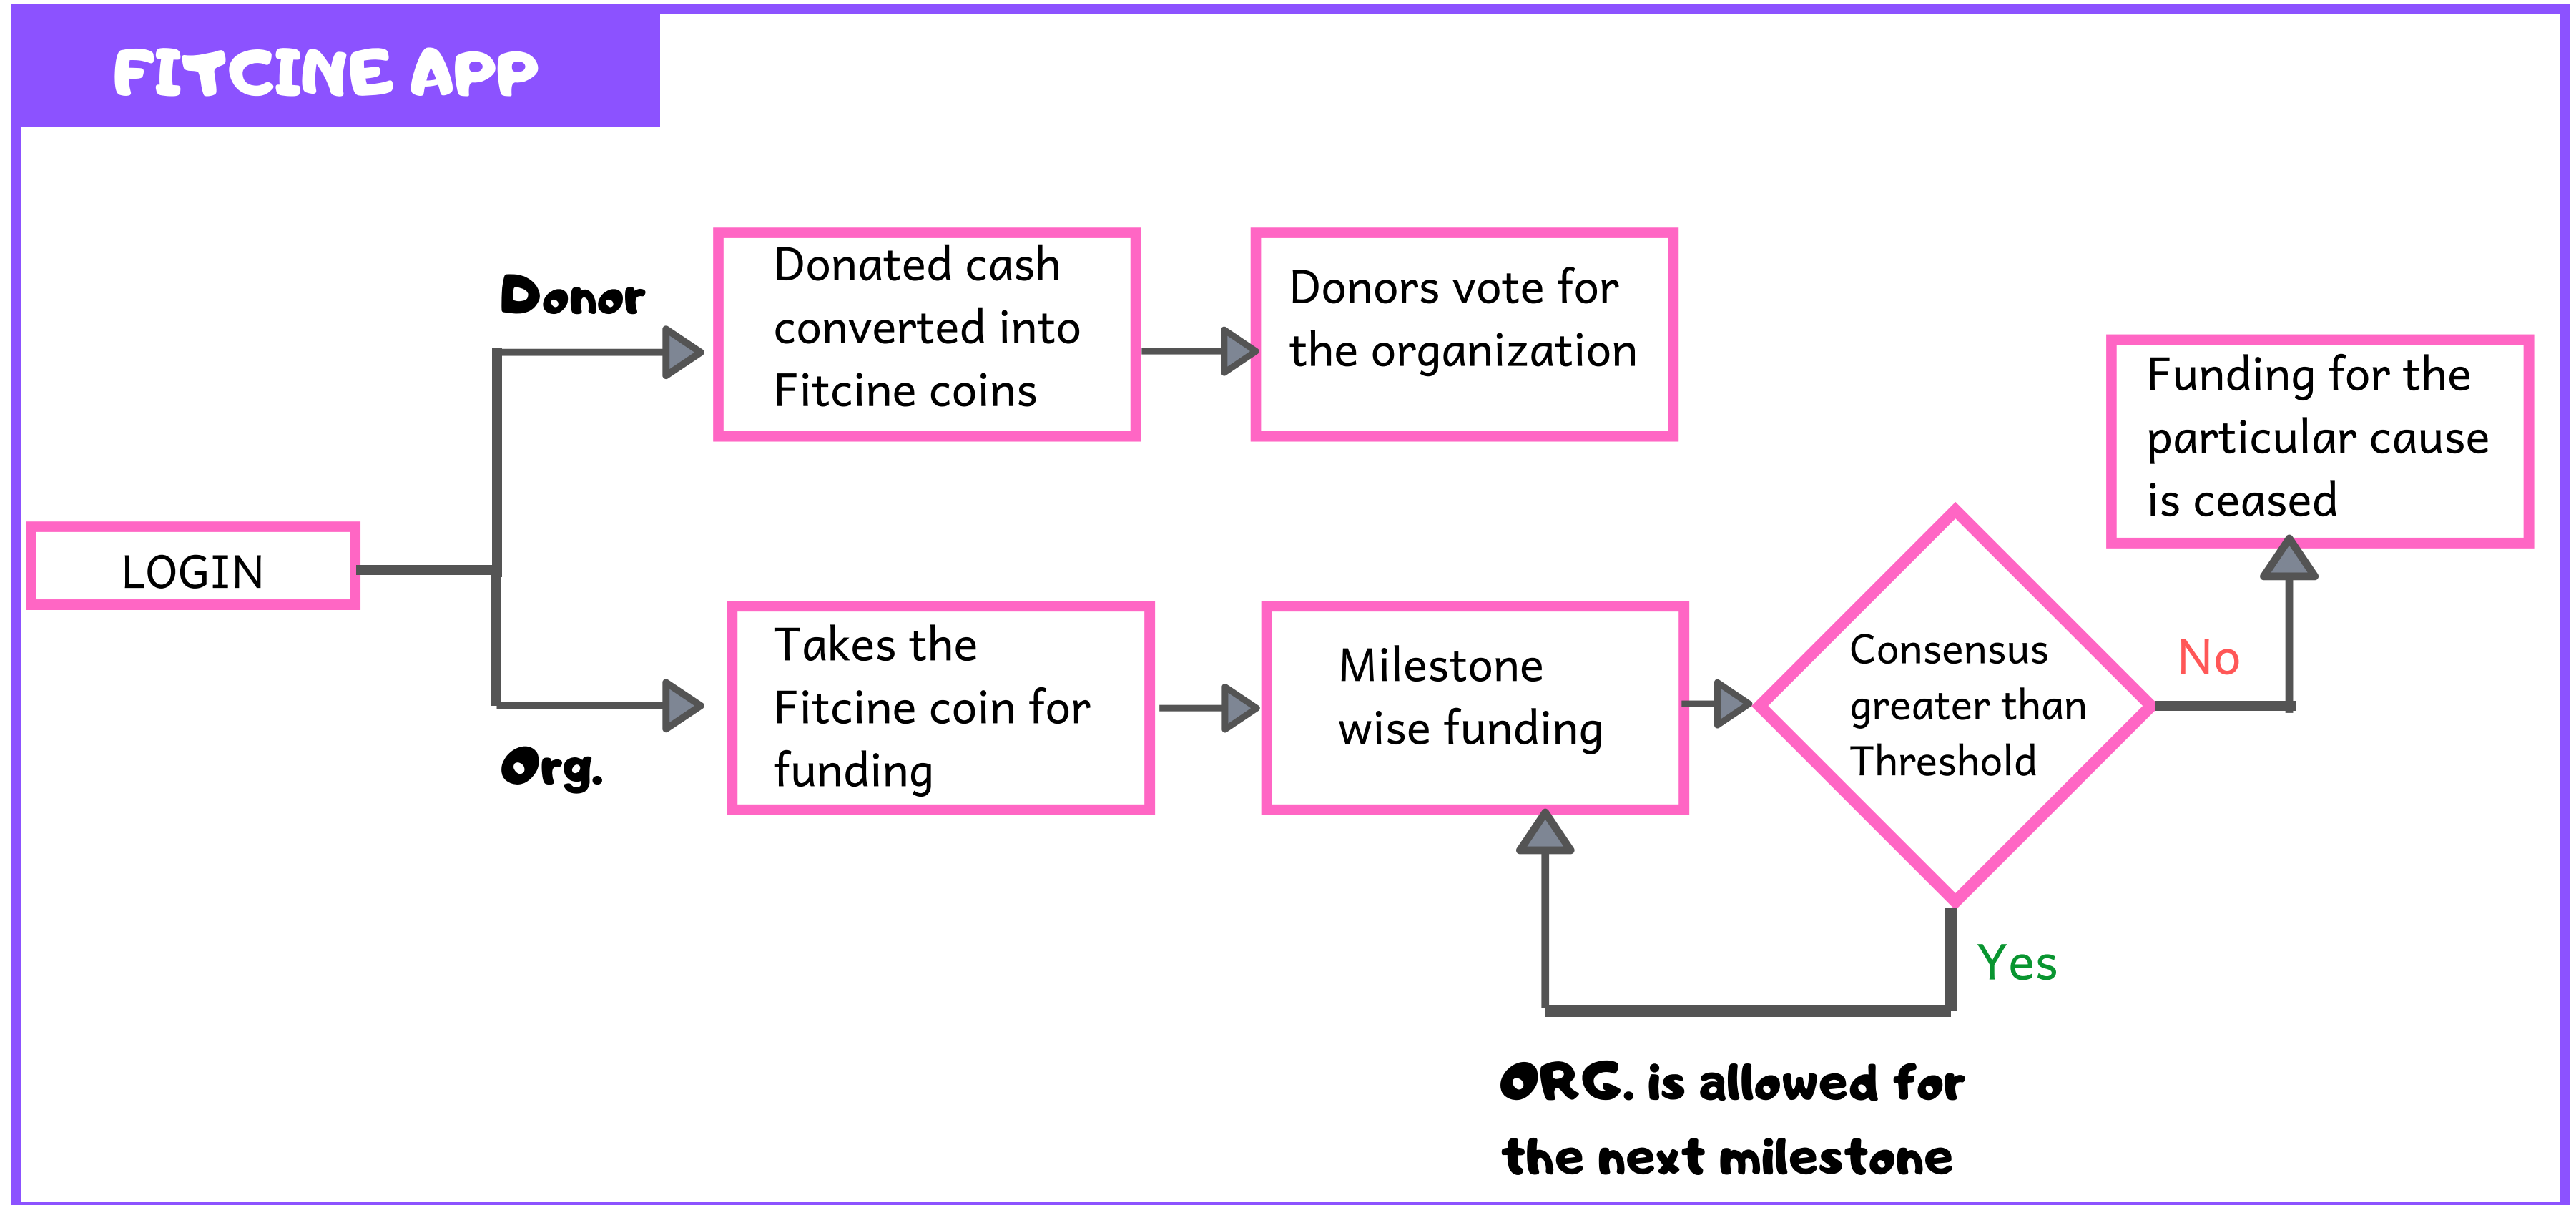 FITCINE APP
Donor
Donated cash
converted into
Fitcine coins
Donors vote for
the organization
Funding for the
particular cause
is ceased
LOGIN
Org.
Takes the
Fitcine coin for
funding
Milestone
wise funding
Consensus
greater than
Threshold
No
Yes
ORG. is allowed for
the next milestone